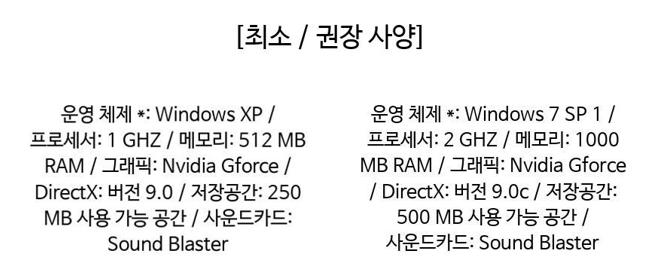 [최소 / 권장 사양]
운영 체제 *: Windows XP /
프로세서: 1 GHZ / 메모리: 512 MB
RAM / 그래픽: Nvidia Gforce /
DirectX: 버전 9.0 / 저장공간: 250
MB 사용 가능 공간 / 사운드카드:
Sound Blaster
운영 체제 *: Windows 7 SP 1 /
프로세서: 2 GHZ / 메모리: 1000
MB RAM / 그래픽: Nvidia Gforce
/ DirectX: 버전 9.0c / 저장공간:
500 MB 사용 가능 공간 /
사운드카드: Sound Blaster